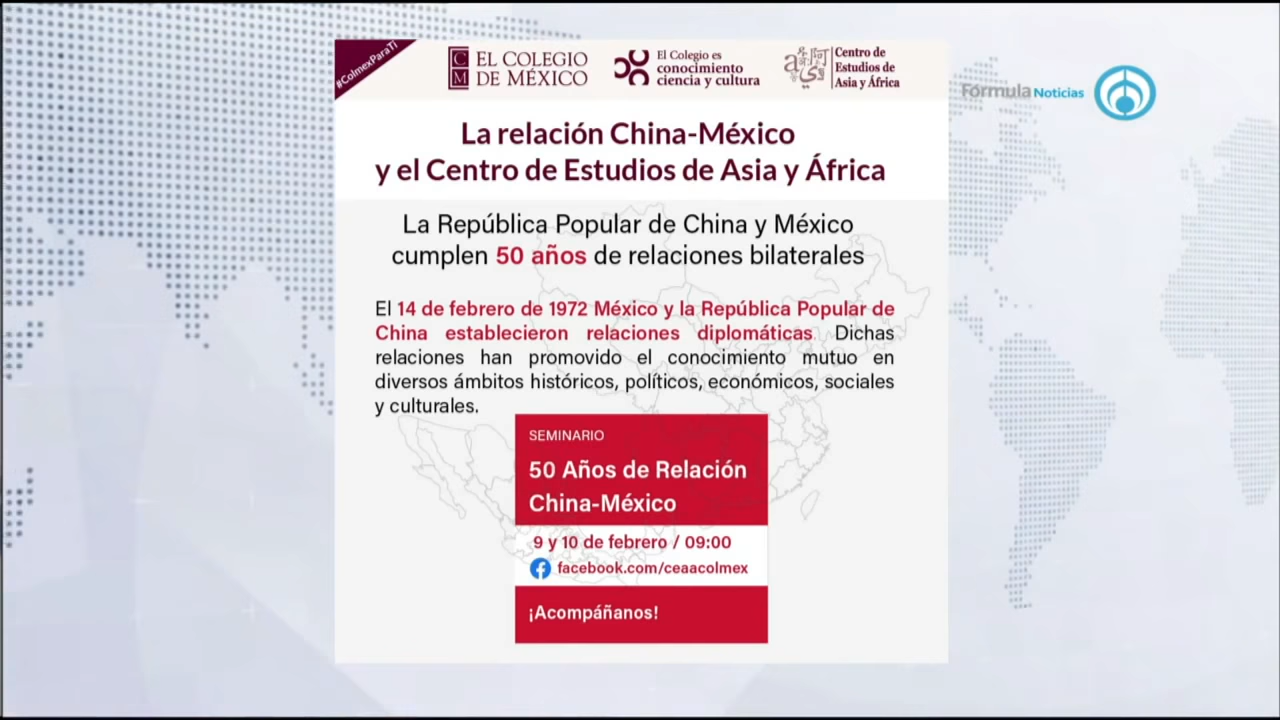 #ColmexParaTi
EL COLEGIO
DE MÉXICO
El Colegio es
conocimiento
ciencia y cultura
Centro de
Estudios de
Asia y África
Fórmula Noticias
La relación China-México
y el Centro de Estudios de Asia y África
La República Popular de China y México
cumplen 50 años de relaciones bilaterales
El 14 de febrero de 1972 México y la República Popular de
China establecieron relaciones diplomáticas. Dichas
relaciones han promovido el conocimiento mutuo en
diversos ámbitos históricos, políticos, económicos, sociales
y culturales.
SEMINARIO
50 Años de Relación
China-México
9 y 10 de febrero / 09:00
facebook.com/ceaacolmex
¡Acompáñanos!